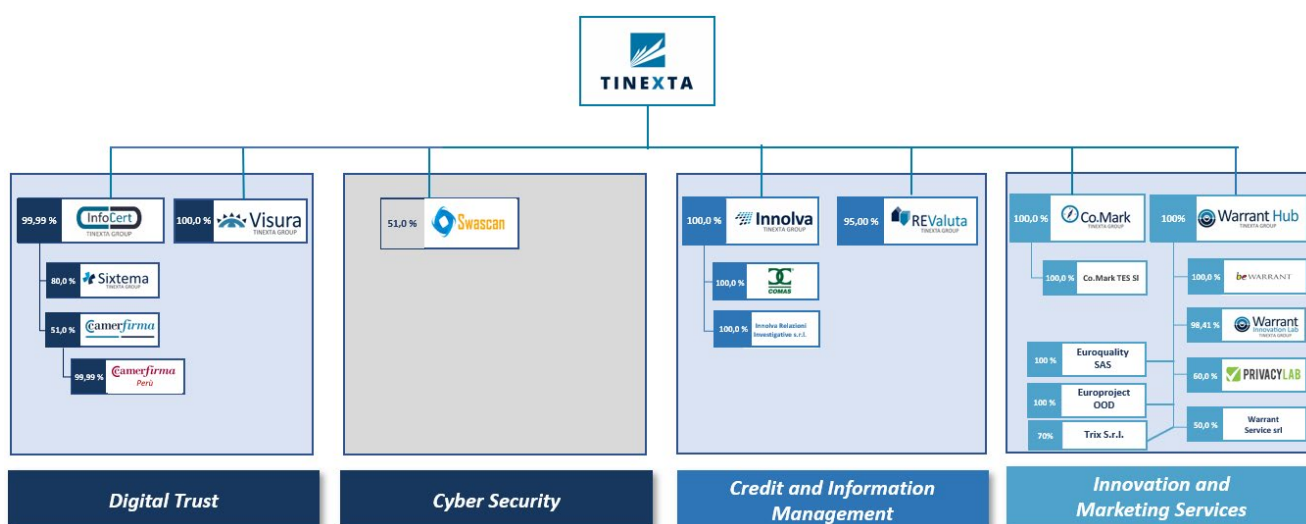 TINEXTA
99,99 %
InfoCert
TINEXTA GROUP
100,0 %
Visura
TINEXTA GROUP
80,0 %
Sixtema
TINEXTA GROUP
51,0 %
Camerfirma
99,99 %
Camerfirma
Perù
Digital Trust
51,0 %
Swascan
Cyber Security
100,0 %
Innolva
TINEXTA GROUP
95,00 %
REValuta
TINEXTA GROUP
100,0 %
COMAS
100,0 %
Innolva Relazioni
Investigative s.r.l.
Credit and Information
Management
100,0 %
Co.Mark
TINEXTA GROUP
100%
Warrant Hub
TINEXTA GROUP
100,0 %
Co.Mark TES Sl
100,0 %
beWARRANT
98,41 %
Warrant
Innovation Lab
TINEXTA GROUP
100 %
Euroquality
SAS
60,0 %
PRIVACYLAB
100 %
Europroject
OOD
70%
Trix S.r.l.
50,0 %
Warrant
Service srl
Innovation and
Marketing Services